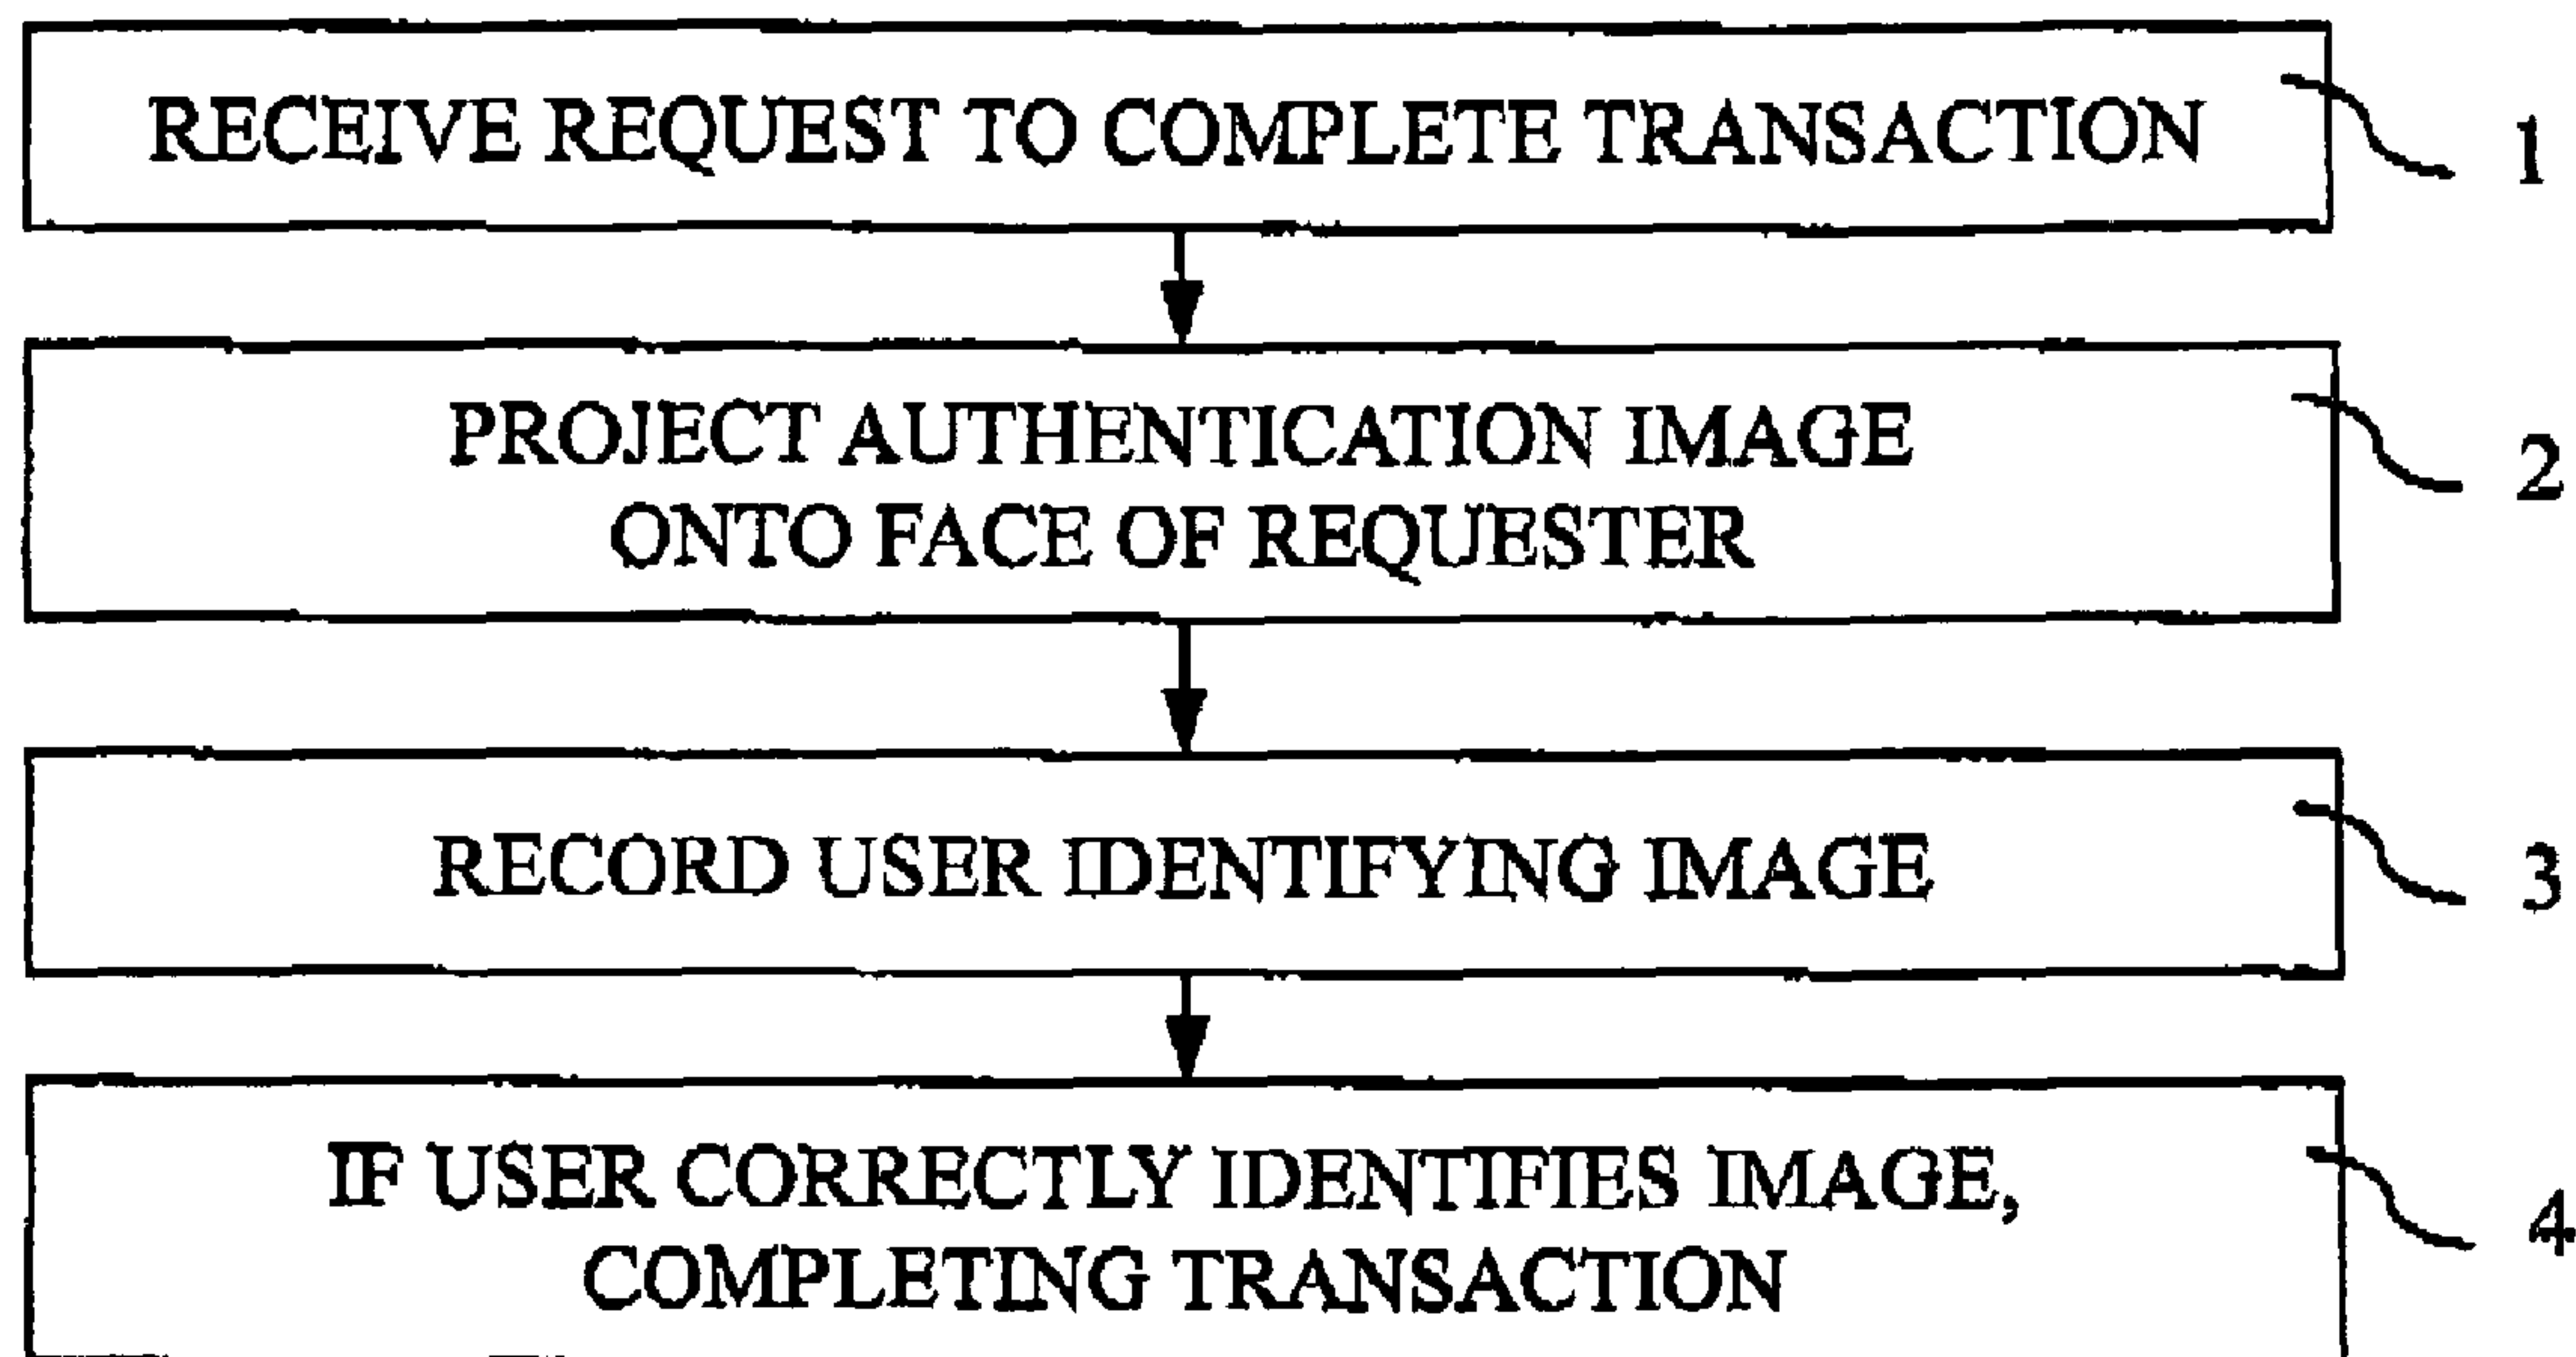 RECEIVE REQUEST TO COMPLETE TRANSACTION
1
PROJECT AUTHENTICATION IMAGE
ONTO FACE OF REQUESTER
2
RECORD USER IDENTIFYING IMAGE
3
IF USER CORRECTLY IDENTIFIES IMAGE,
COMPLETING TRANSACTION
4